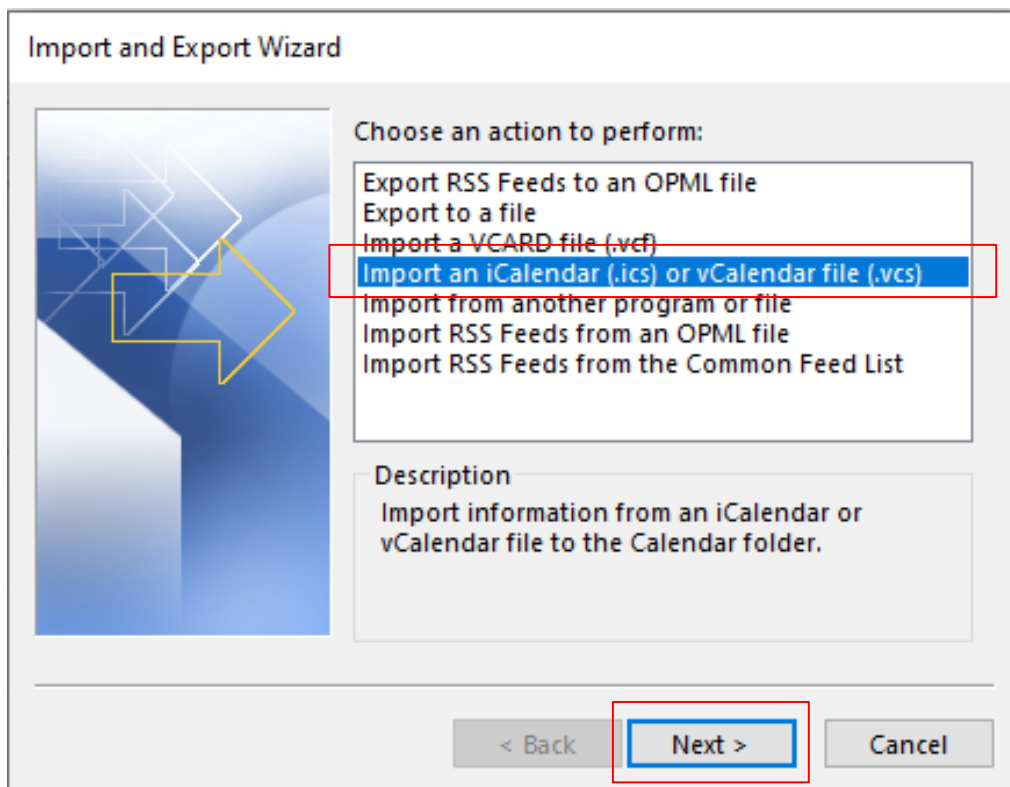 Import and Export Wizard
Choose an action to perform:
Export RSS Feeds to an OPML file
Export to a file
Import a VCARD file (.vcf)
Import an iCalendar (.ics) or vCalendar file (.vcs)
Import from another program or file
Import RSS Feeds from an OPML file
Import RSS Feeds from the Common Feed List
Description
Import information from an iCalendar or
vCalendar file to the Calendar folder.
< Back Next > Cancel